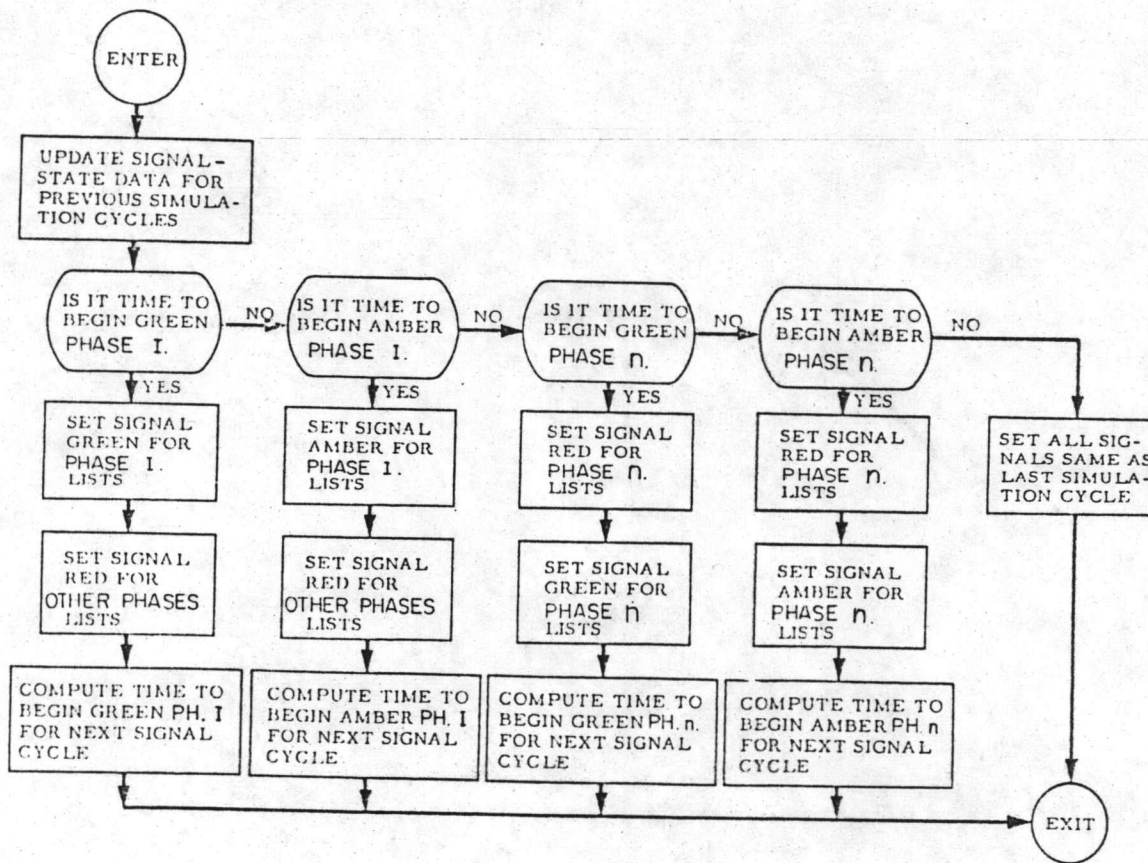 ENTER
UPDATE SIGNAL-
STATE DATA FOR
PREVIOUS SIMULA-
TION CYCLES
IS IT TIME TO
BEGIN GREEN
PHASE I.
NO
IS IT TIME TO
BEGIN AMBER
PHASE I.
NO
IS IT TIME TO
BEGIN GREEN
PHASE n.
NO
IS IT TIME TO
BEGIN AMBER
PHASE n.
NO
YES
YES
YES
YES
SET SIGNAL
GREEN FOR
PHASE I.
LISTS
SET SIGNAL
AMBER FOR
PHASE I.
LISTS
SET SIGNAL
RED FOR
PHASE n.
LISTS
SET SIGNAL
RED FOR
PHASE n.
LISTS
SET ALL SIG-
NALS SAME AS
LAST SIMULA-
TION CYCLE
SET SIGNAL
RED FOR
OTHER PHASES
LISTS
SET SIGNAL
RED FOR
OTHER PHASES
LISTS
SET SIGNAL
GREEN FOR
PHASE n
LISTS
SET SIGNAL
AMBER FOR
PHASE n.
LISTS
COMPUTE TIME TO
BEGIN GREEN PH. I
FOR NEXT SIGNAL
CYCLE
COMPUTE TIME TO
BEGIN AMBER PH. I
FOR NEXT SIGNAL
CYCLE
COMPUTE TIME TO
BEGIN GREEN PH. n.
FOR NEXT SIGNAL
CYCLE
COMPUTE TIME TO
BEGIN AMBER PH. n
FOR NEXT SIGNAL
CYCLE
EXIT